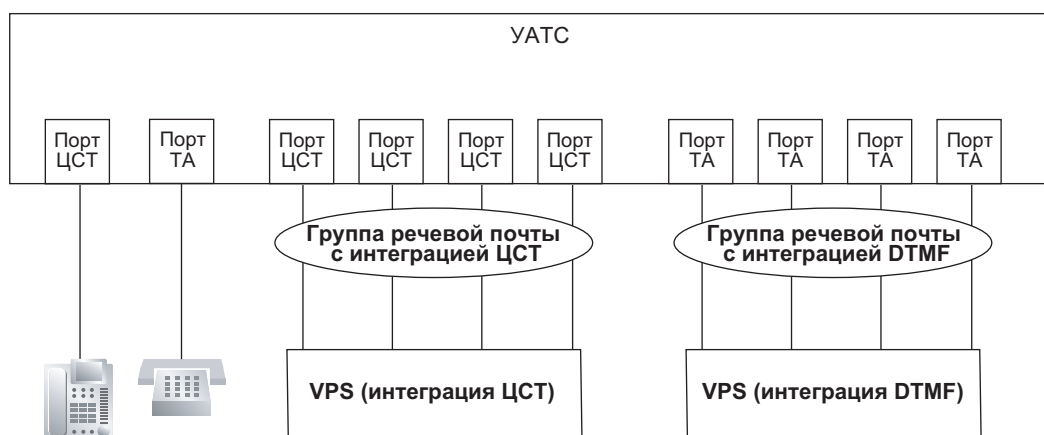 УАТС
Порт
ЦСТ
Порт
ТА
Порт
ЦСТ
Порт
ЦСТ
Порт
ЦСТ
Порт
ЦСТ
Порт
ТА
Порт
ТА
Порт
ТА
Порт
ТА
Группа речевой почты
с интеграцией ЦСТ
Группа речевой почты
с интеграцией DTMF
VPS (интеграция ЦСТ)
VPS (интеграция DTMF)